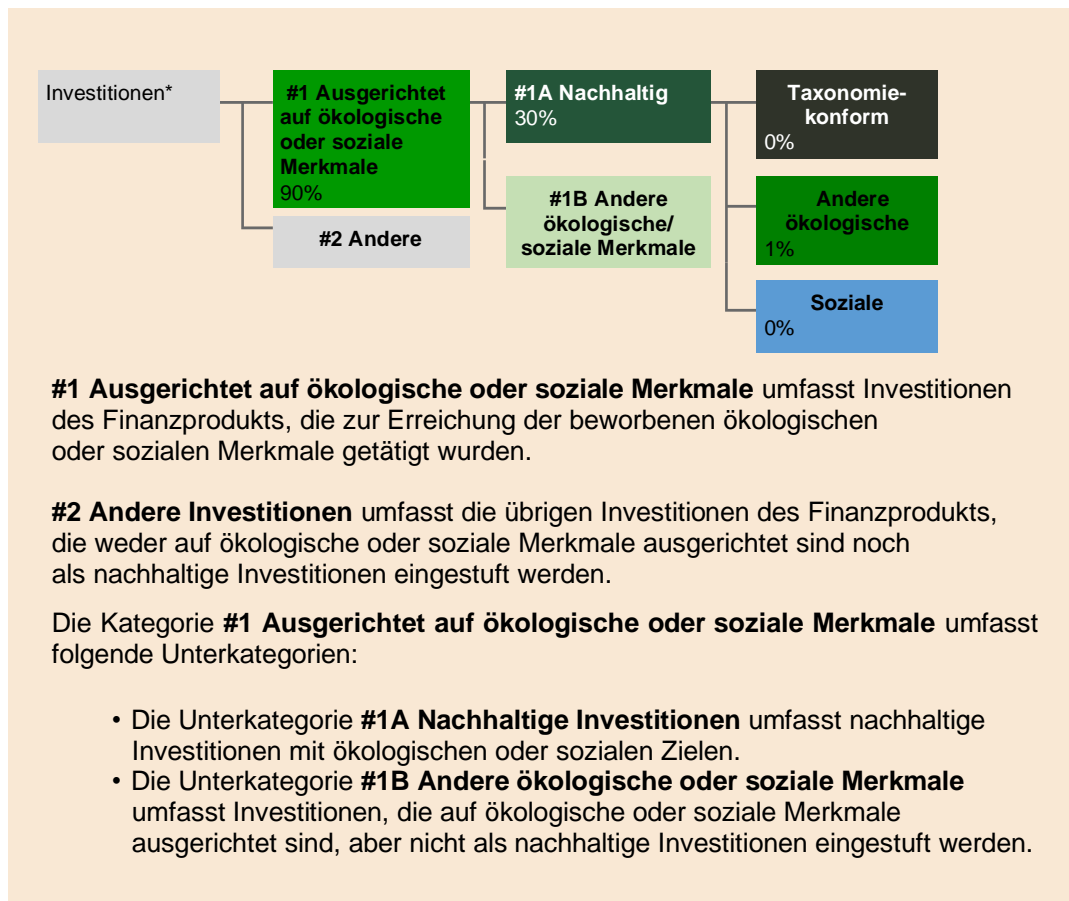 Investitionen*
#1 Ausgerichtet
auf ökologische
oder soziale
Merkmale
90%
#2 Andere
#1A Nachhaltig
30%
#1B Andere
ökologische/
soziale Merkmale
Taxonomie-
konform
0%
Andere
ökologische
1%
Soziale
0%
#1 Ausgerichtet auf ökologische oder soziale Merkmale umfasst Investitionen
des Finanzprodukts, die zur Erreichung der beworbenen ökologischen
oder sozialen Merkmale getätigt wurden.
#2 Andere Investitionen umfasst die übrigen Investitionen des Finanzprodukts,
die weder auf ökologische oder soziale Merkmale ausgerichtet sind noch
als nachhaltige Investitionen eingestuft werden.
Die Kategorie #1 Ausgerichtet auf ökologische oder soziale Merkmale umfasst
folgende Unterkategorien:
• Die Unterkategorie #1A Nachhaltige Investitionen umfasst nachhaltige
Investitionen mit ökologischen oder sozialen Zielen.
• Die Unterkategorie #1B Andere ökologische oder soziale Merkmale
umfasst Investitionen, die auf ökologische oder soziale Merkmale
ausgerichtet sind, aber nicht als nachhaltige Investitionen eingestuft werden.